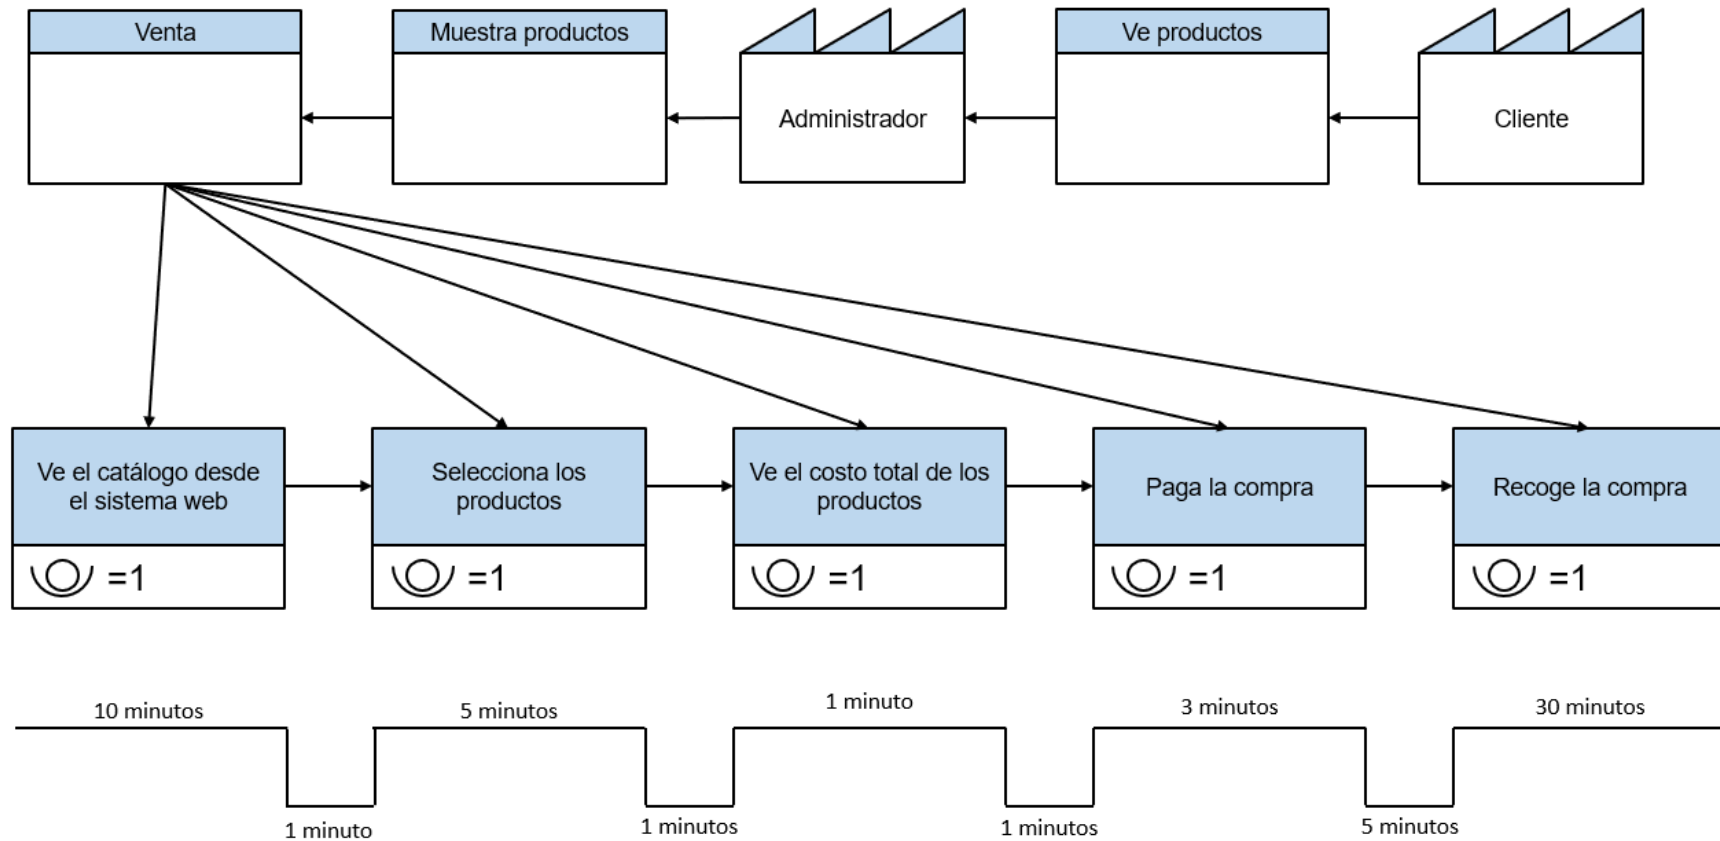 Venta
Muestra productos
Administrador
Ve productos
Cliente
Ve el catálogo desde
el sistema web
Selecciona los
productos
Ve el costo total de los
productos
Paga la compra
Recoge la compra
=1
=1
=1
=1
=1
10 minutos
5 minutos
1 minuto
3 minutos
30 minutos
1 minuto
1 minutos
1 minutos
5 minutos